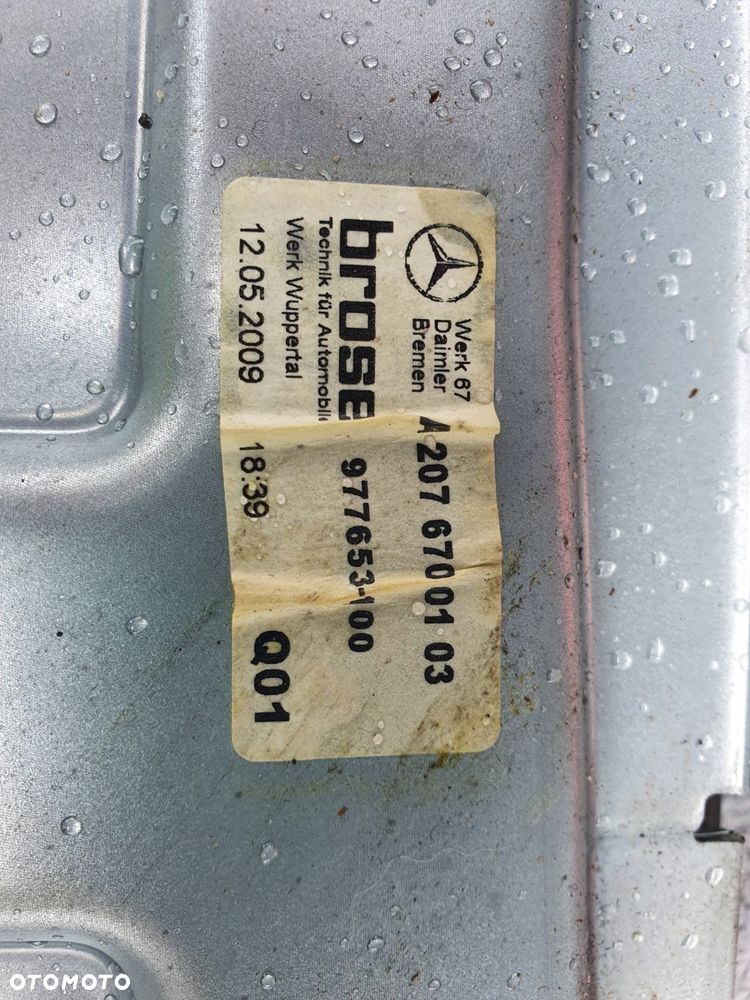 Werk 67
Daimler
Bremen
A 207 670 01 03
brose
Technik für Automobile
977653-100
Werk Wuppertal
12.05.2009 18:39
Q01
OTOMOTO